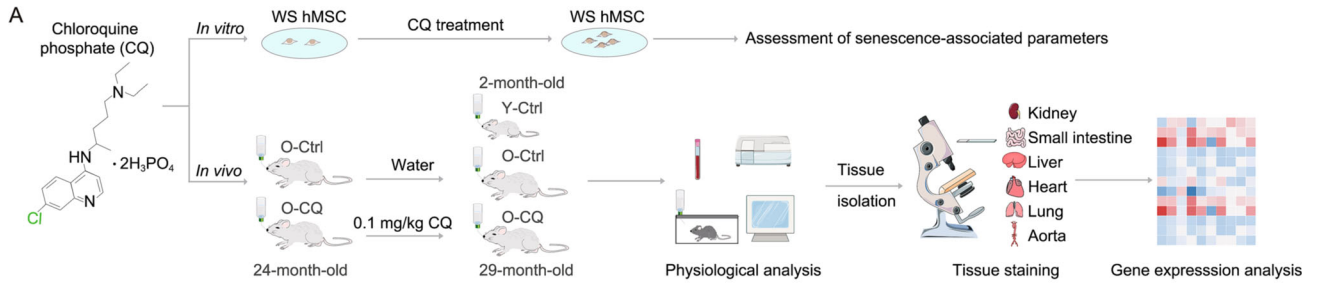 A
Chloroquine
phosphate (CQ)
N
HN
· 2H₃PO₄
Cl
N
In vitro
WS hMSC
CQ treatment
WS hMSC
Assessment of senescence-associated parameters
In vivo
O-Ctrl
O-CQ
24-month-old
Water
0.1 mg/kg CQ
2-month-old
Y-Ctrl
O-Ctrl
O-CQ
29-month-old
Physiological analysis
Tissue
isolation
Kidney
Small intestine
Liver
Heart
Lung
Aorta
Tissue staining
Gene expresssion analysis